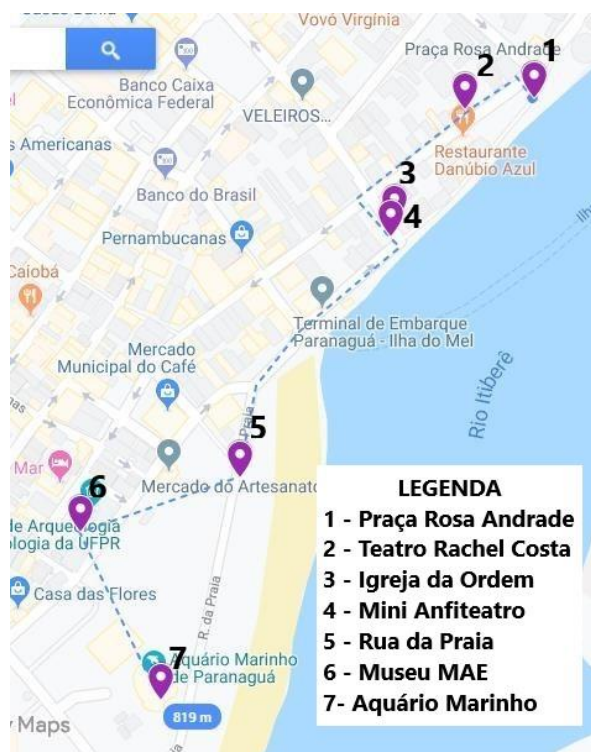 Vovó Virgínia
Praça Rosa Andrade
1
2
Banco Caixa
Econômica Federal
VELEIROS...
Restaurante
Danúbio Azul
Americanas
3
Banco do Brasil
4
Pernambucanas
Caiobá
Terminal de Embarque
Paranaguá - Ilha do Mel
Mercado
Municipal do Café
Rio Itiberê
Praia
5
Mar
6
Mercado do Artesanato
de Arqueologia
ologia da UFPR
Casa das Flores
R. da Praia
7
Aquário Marinho
de Paranaguá
819 m
Maps
LEGENDA
1 - Praça Rosa Andrade
2 - Teatro Rachel Costa
3 - Igreja da Ordem
4 - Mini Anfiteatro
5 - Rua da Praia
6 - Museu MAE
7- Aquário Marinho